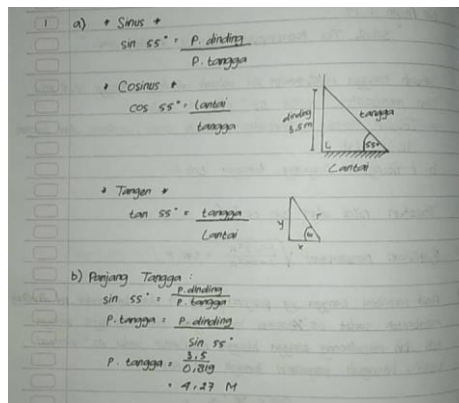 1 a) * Sinus *
sin 55° = P. dinding
P. tangga
* Cosinus *
cos 55° = Lantai
tangga
dinding
3,5 m
tangga
55°
Lantai
* Tangen *
tan 55° = tangga
Lantai
y
r
x
b) Panjang Tangga :
sin 55° = P. dinding
P. tangga
P. tangga = P. dinding
sin 55°
P. tangga = 3,5
0,819
= 4,27 M